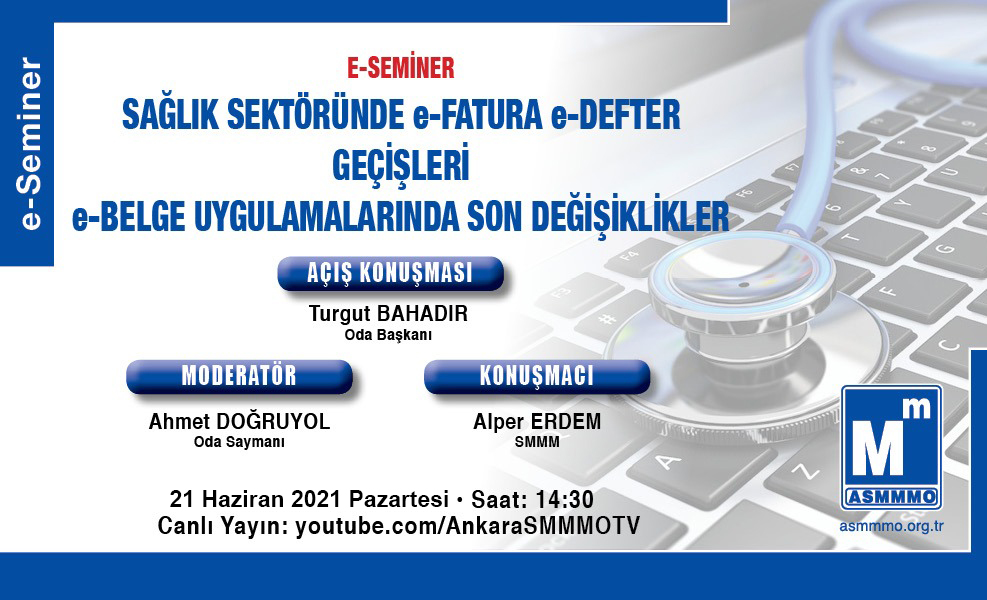 e-Seminer
E-SEMİNER
SAĞLIK SEKTÖRÜNDE e-FATURA e-DEFTER
GEÇİŞLERİ
e-BELGE UYGULAMALARINDA SON DEĞİŞİKLİKLER
AÇIŞ KONUŞMASI
Turgut BAHADIR
Oda Başkanı
MODERATÖR
Ahmet DOĞRUYOL
Oda Saymanı
KONUŞMACI
Alper ERDEM
SMMM
21 Haziran 2021 Pazartesi • Saat: 14:30
Canlı Yayın: youtube.com/AnkaraSMMMOTV
M m
ASMMMO
asmmmo.org.tr